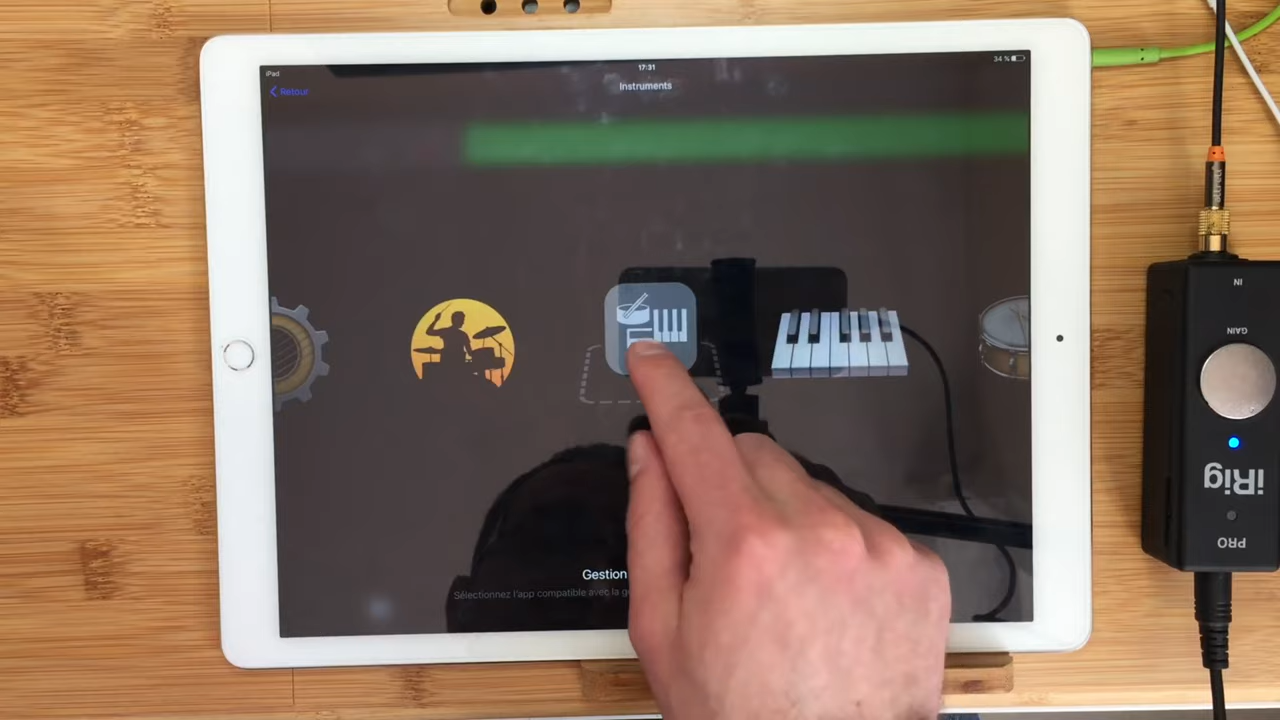 iPad
17:31
34 %
Retour
Instruments
Gestion
Sélectionnez l'app compatible avec la
IN
GAIN
iRig
PRO